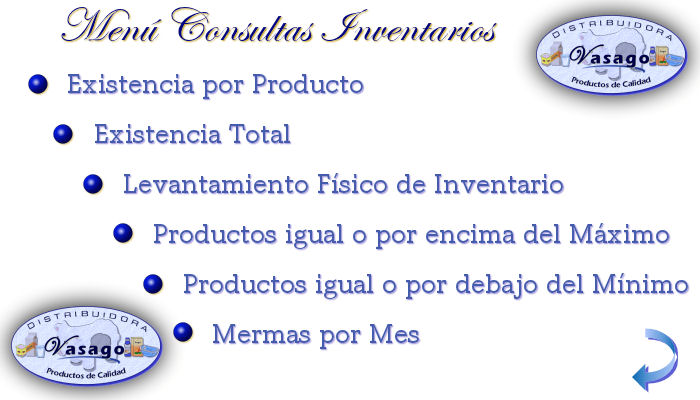 Menú Consultas Inventarios
DISTRIBUIDORA
Vasago
Productos de Calidad
Existencia por Producto
Existencia Total
Levantamiento Físico de Inventario
Productos igual o por encima del Máximo
Productos igual o por debajo del Mínimo
Mermas por Mes
DISTRIBUIDORA
Vasago
Productos de Calidad